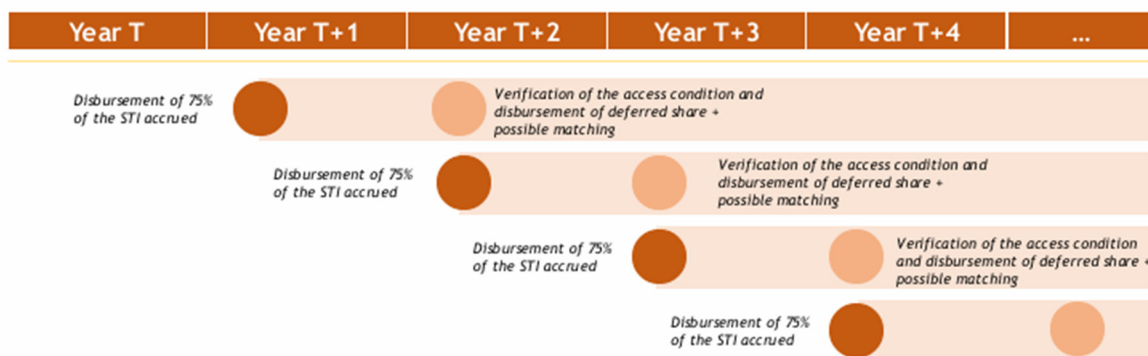 Year T
Year T+1
Year T+2
Year T+3
Year T+4
...
Disbursement of 75%
of the STI accrued
Verification of the access condition and
disbursement of deferred share +
possible matching
Disbursement of 75%
of the STI accrued
Verification of the access condition and
disbursement of deferred share +
possible matching
Disbursement of 75%
of the STI accrued
Verification of the access condition
and disbursement of deferred share +
possible matching
Disbursement of 75%
of the STI accrued